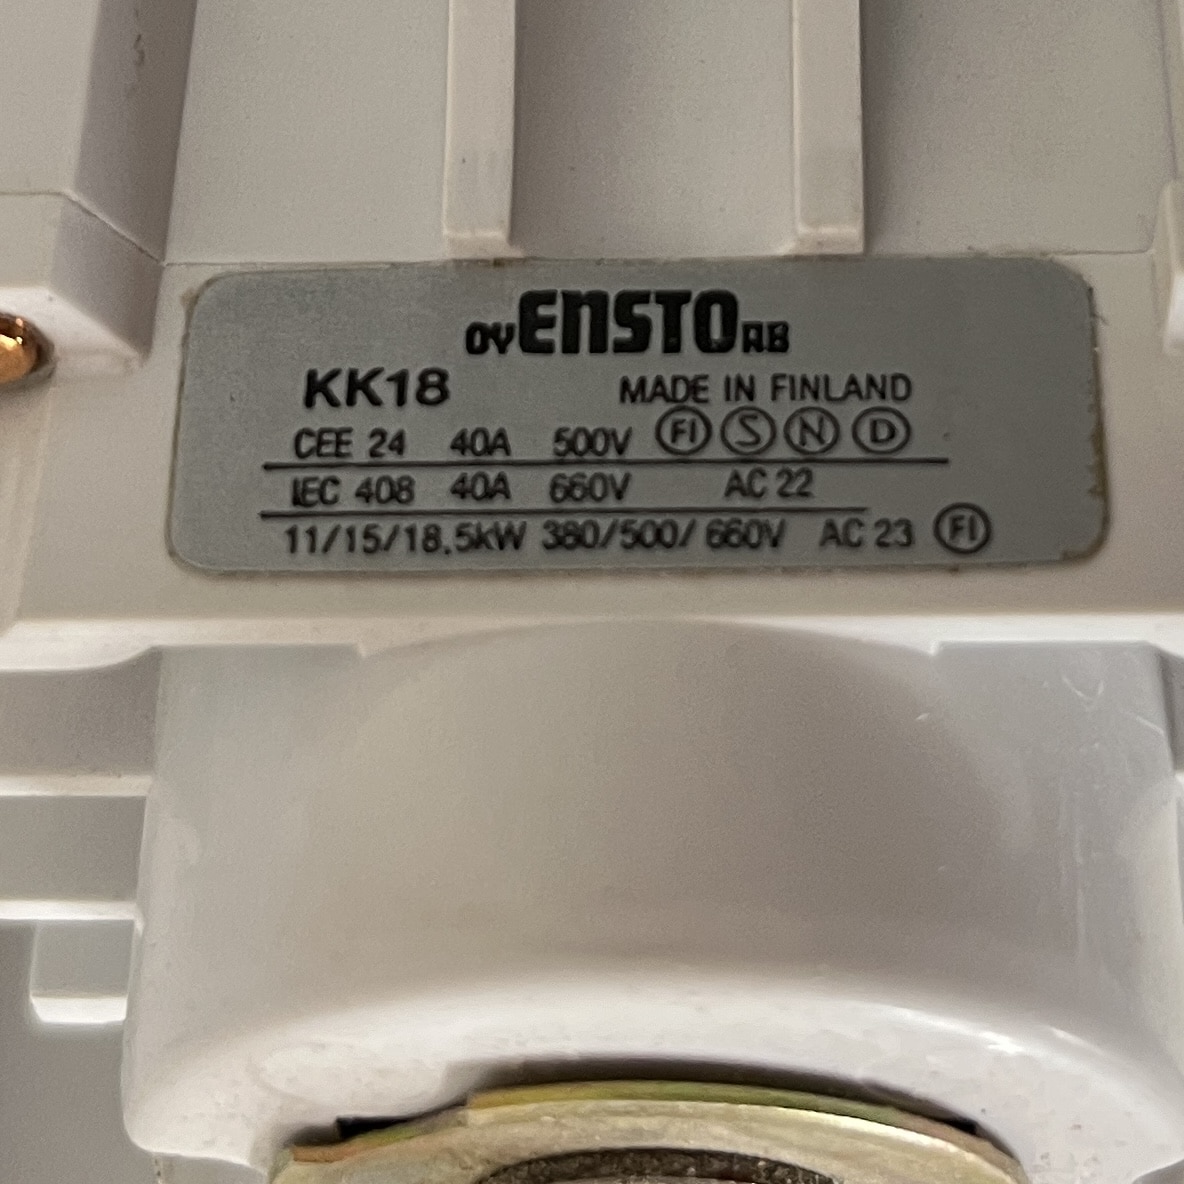 OY ENSTO AB
KK18 MADE IN FINLAND
CEE 24 40A 500V FI S N D
IEC 408 40A 660V AC 22
11/15/18,5kW 380/500/660V AC 23 FI